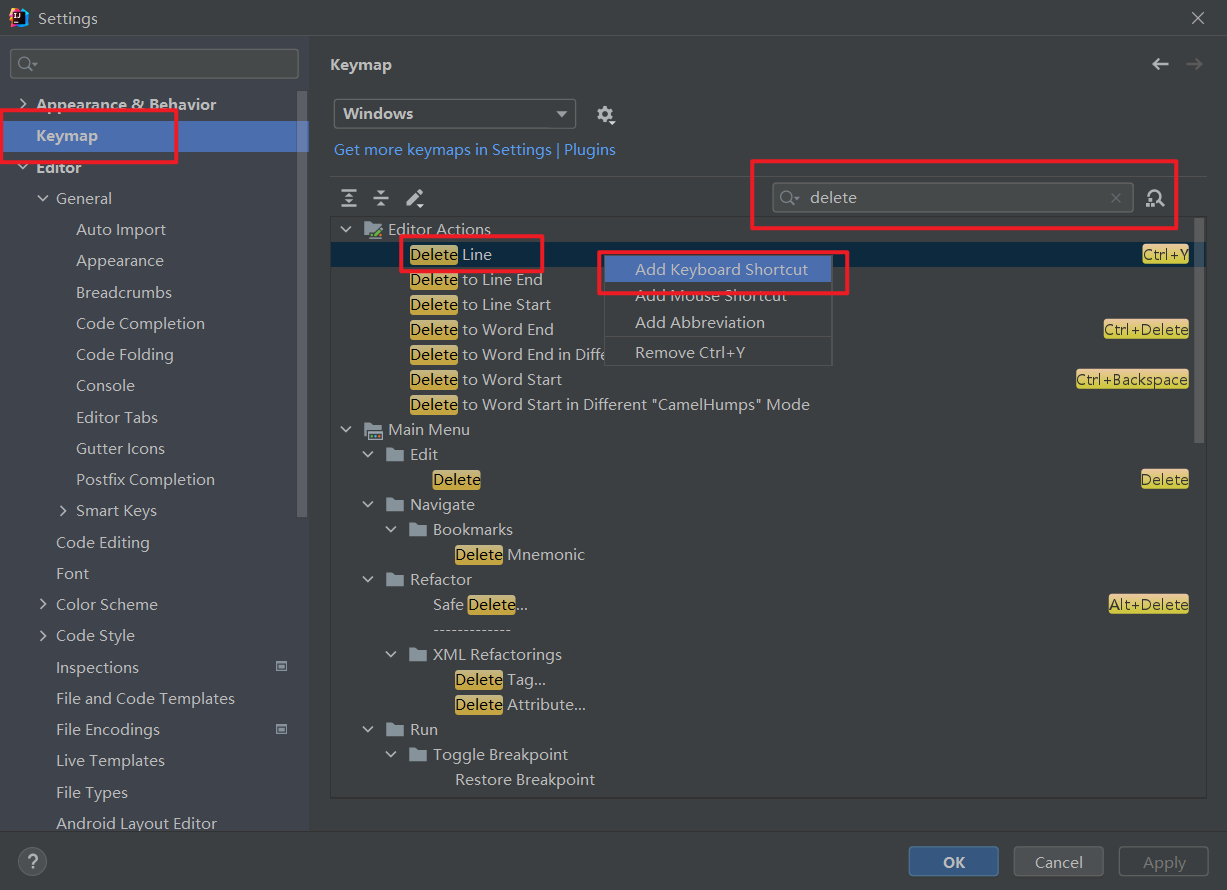 Settings
Keymap
Appearance & Behavior
Keymap
Editor
General
Auto Import
Appearance
Breadcrumbs
Code Completion
Code Folding
Console
Editor Tabs
Gutter Icons
Postfix Completion
Smart Keys
Code Editing
Font
Color Scheme
Code Style
Inspections
File and Code Templates
File Encodings
Live Templates
File Types
Android Layout Editor
Windows
Get more keymaps in Settings | Plugins
delete
Editor Actions
Delete Line Ctrl+Y
Delete to Line End
Delete to Line Start
Delete to Word End Ctrl+Delete
Delete to Word End in Diffe
Delete to Word Start Ctrl+Backspace
Delete to Word Start in Different "CamelHumps" Mode
Add Keyboard Shortcut
Add Mouse Shortcut
Add Abbreviation
Remove Ctrl+Y
Main Menu
Edit
Delete Delete
Navigate
Bookmarks
Delete Mnemonic
Refactor
Safe Delete... Alt+Delete
-------------
XML Refactorings
Delete Tag...
Delete Attribute...
Run
Toggle Breakpoint
Restore Breakpoint
?
OK
Cancel
Apply